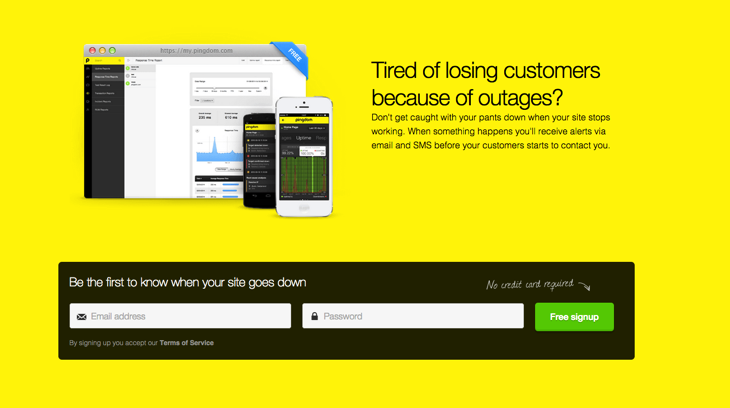 https://my.pingdom.com
FREE
pingdom
Uptime
Tired of losing customers
because of outages?
Don't get caught with your pants down when your site stops
working. When something happens you'll receive alerts via
email and SMS before your customers starts to contact you.
Be the first to know when your site goes down
No credit card required
Email address
Password
Free signup
By signing up you accept our Terms of Service